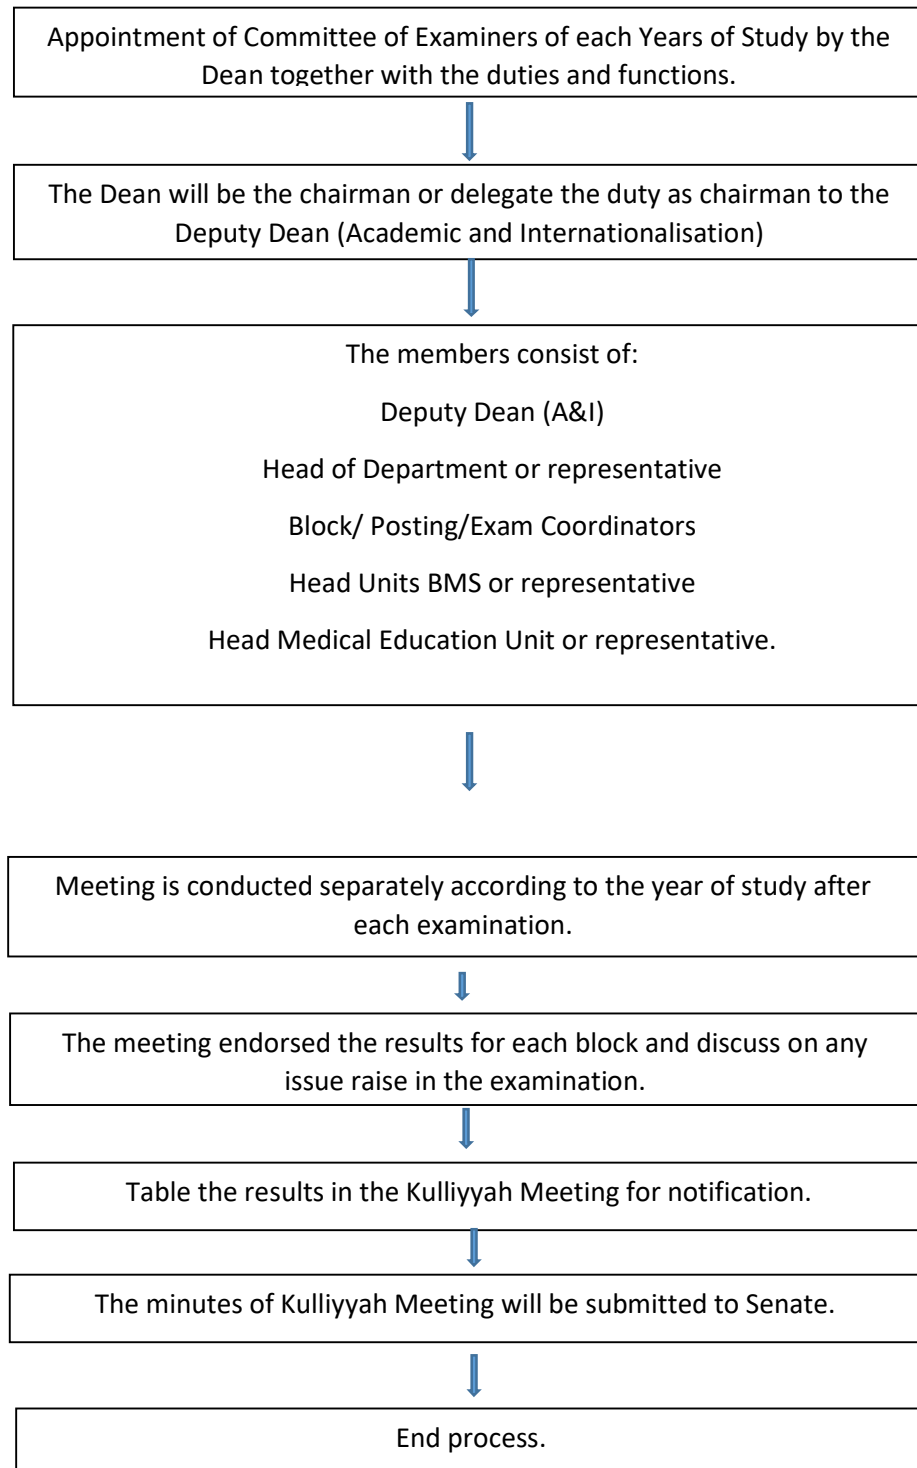 Appointment of Committee of Examiners of each Years of Study by the
Dean together with the duties and functions.
The Dean will be the chairman or delegate the duty as chairman to the
Deputy Dean (Academic and Internationalisation)
The members consist of:
Deputy Dean (A&I)
Head of Department or representative
Block/ Posting/Exam Coordinators
Head Units BMS or representative
Head Medical Education Unit or representative.
Meeting is conducted separately according to the year of study after
each examination.
The meeting endorsed the results for each block and discuss on any
issue raise in the examination.
Table the results in the Kulliyyah Meeting for notification.
The minutes of Kulliyyah Meeting will be submitted to Senate.
End process.